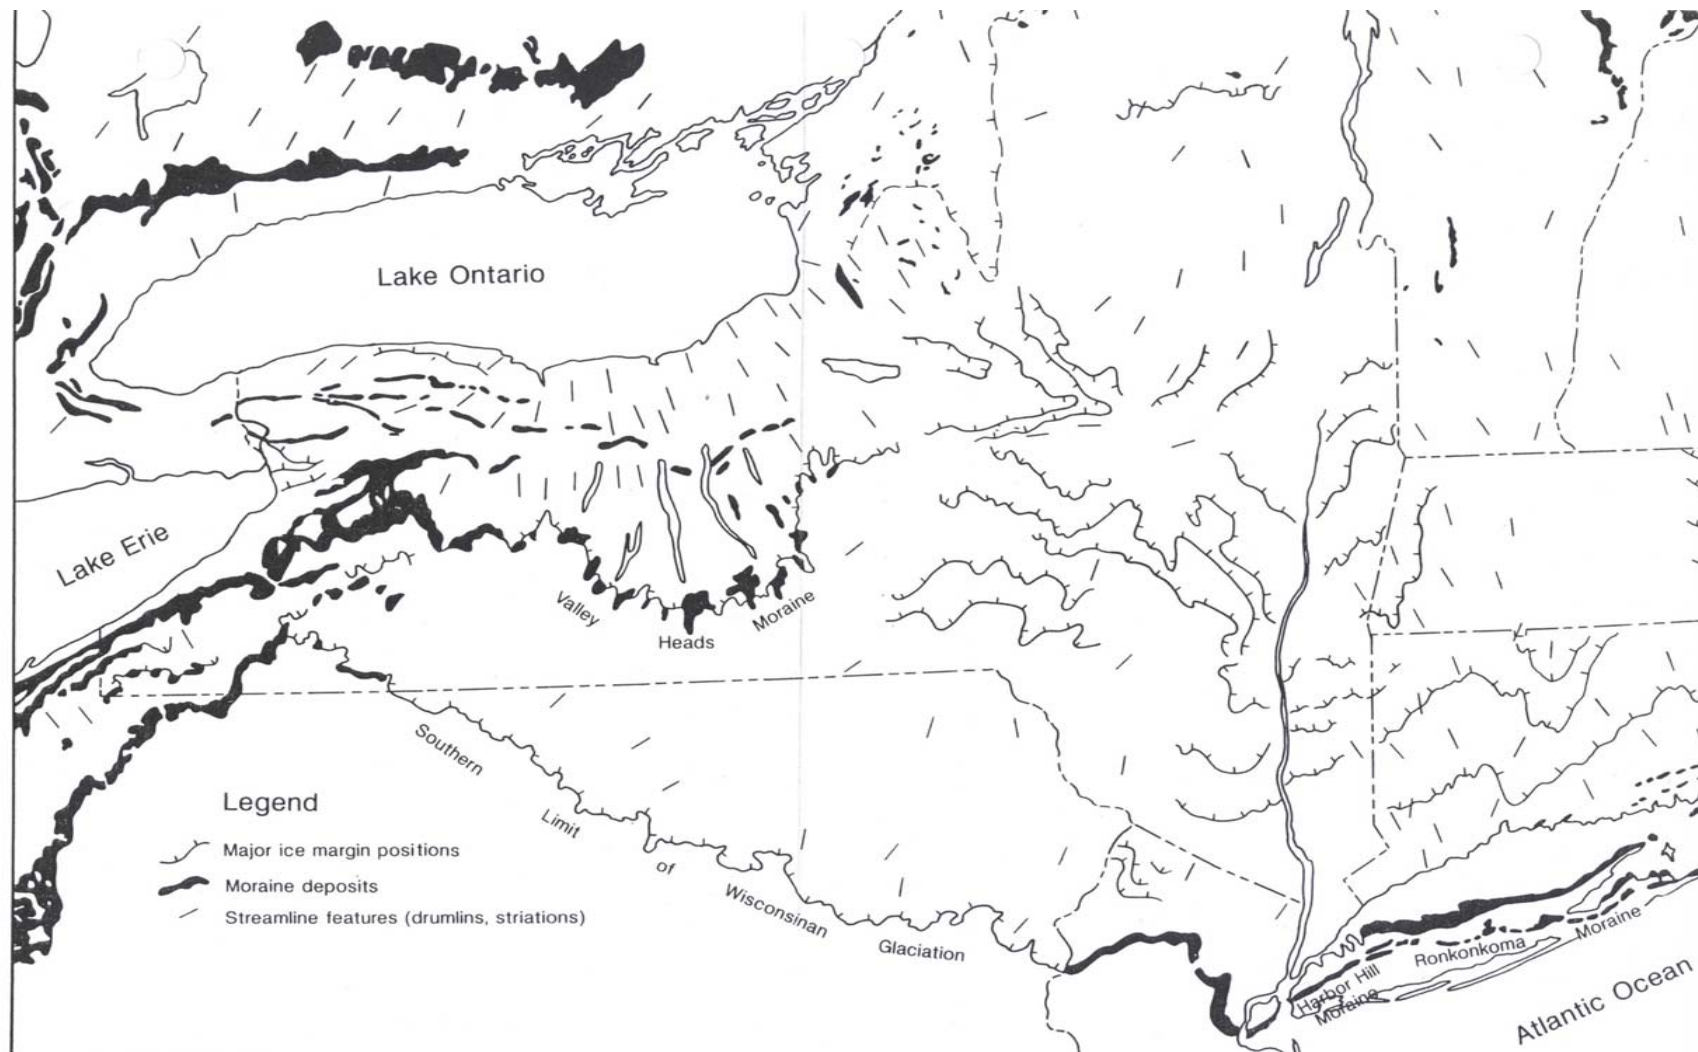 Lake Ontario
Lake Erie
Valley
Heads
Moraine
Southern
Limit
of
Wisconsinan
Glaciation
Legend
Major ice margin positions
Moraine deposits
Streamline features (drumlins, striations)
Harbor Hill
Moraine
Ronkonkoma
Moraine
Atlantic Ocean